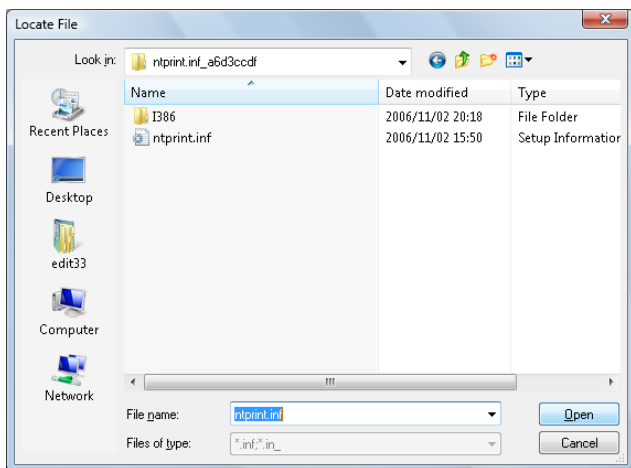 Locate File
Look in: ntprint.inf_a6d3ccdf
Name Date modified Type
I386 2006/11/02 20:18 File Folder
ntprint.inf 2006/11/02 15:50 Setup Informatior
Recent Places
Desktop
edit33
Computer
Network
File name: ntprint.inf Open
Files of type: *.inf;*.in_ Cancel